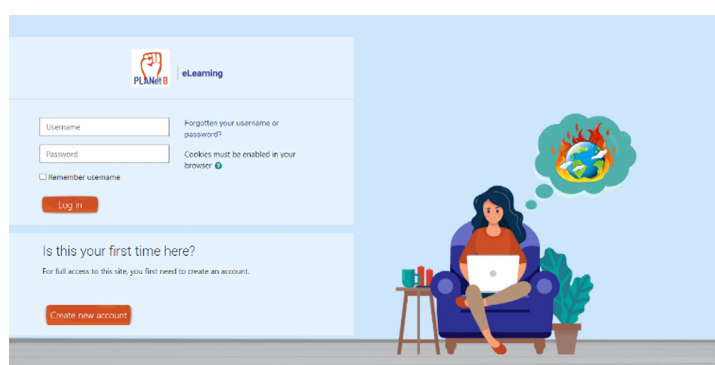 PLANet B
eLearning
Username
Forgotten your username or
password?
Password
Cookies must be enabled in your
browser
Remember username
Log in
Is this your first time here?
For full access to this site, you first need to create an account.
Create new account